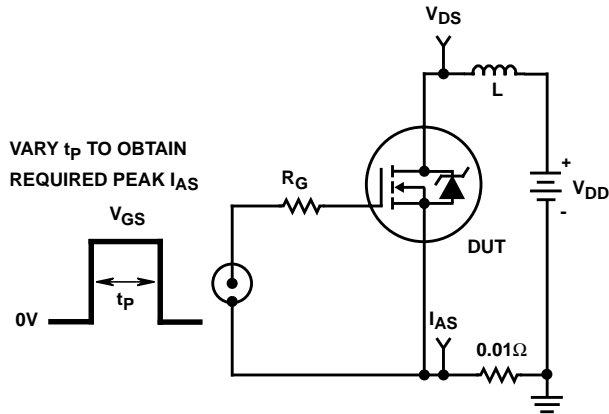 V_DS
L
VARY t_P TO OBTAIN
REQUIRED PEAK I_AS
R_G
+
V_DD
-
V_GS
DUT
t_P
0V
I_AS
0.01Ω